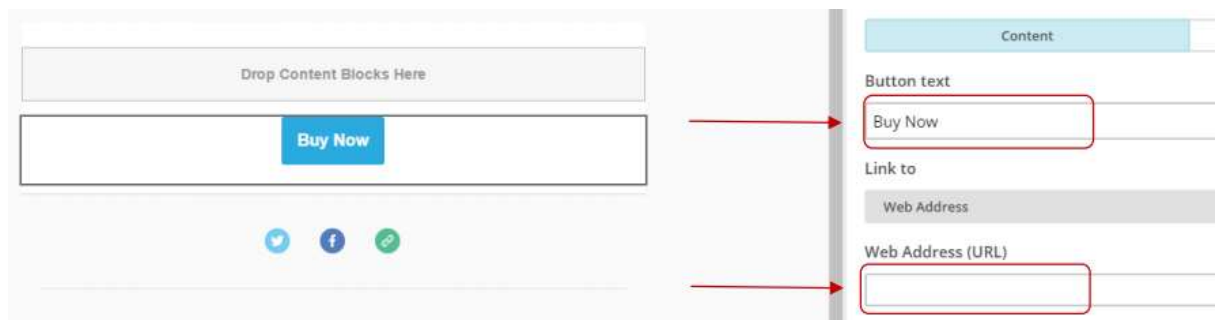 Drop Content Blocks Here
Buy Now
Content
Button text
Buy Now
Link to
Web Address
Web Address (URL)